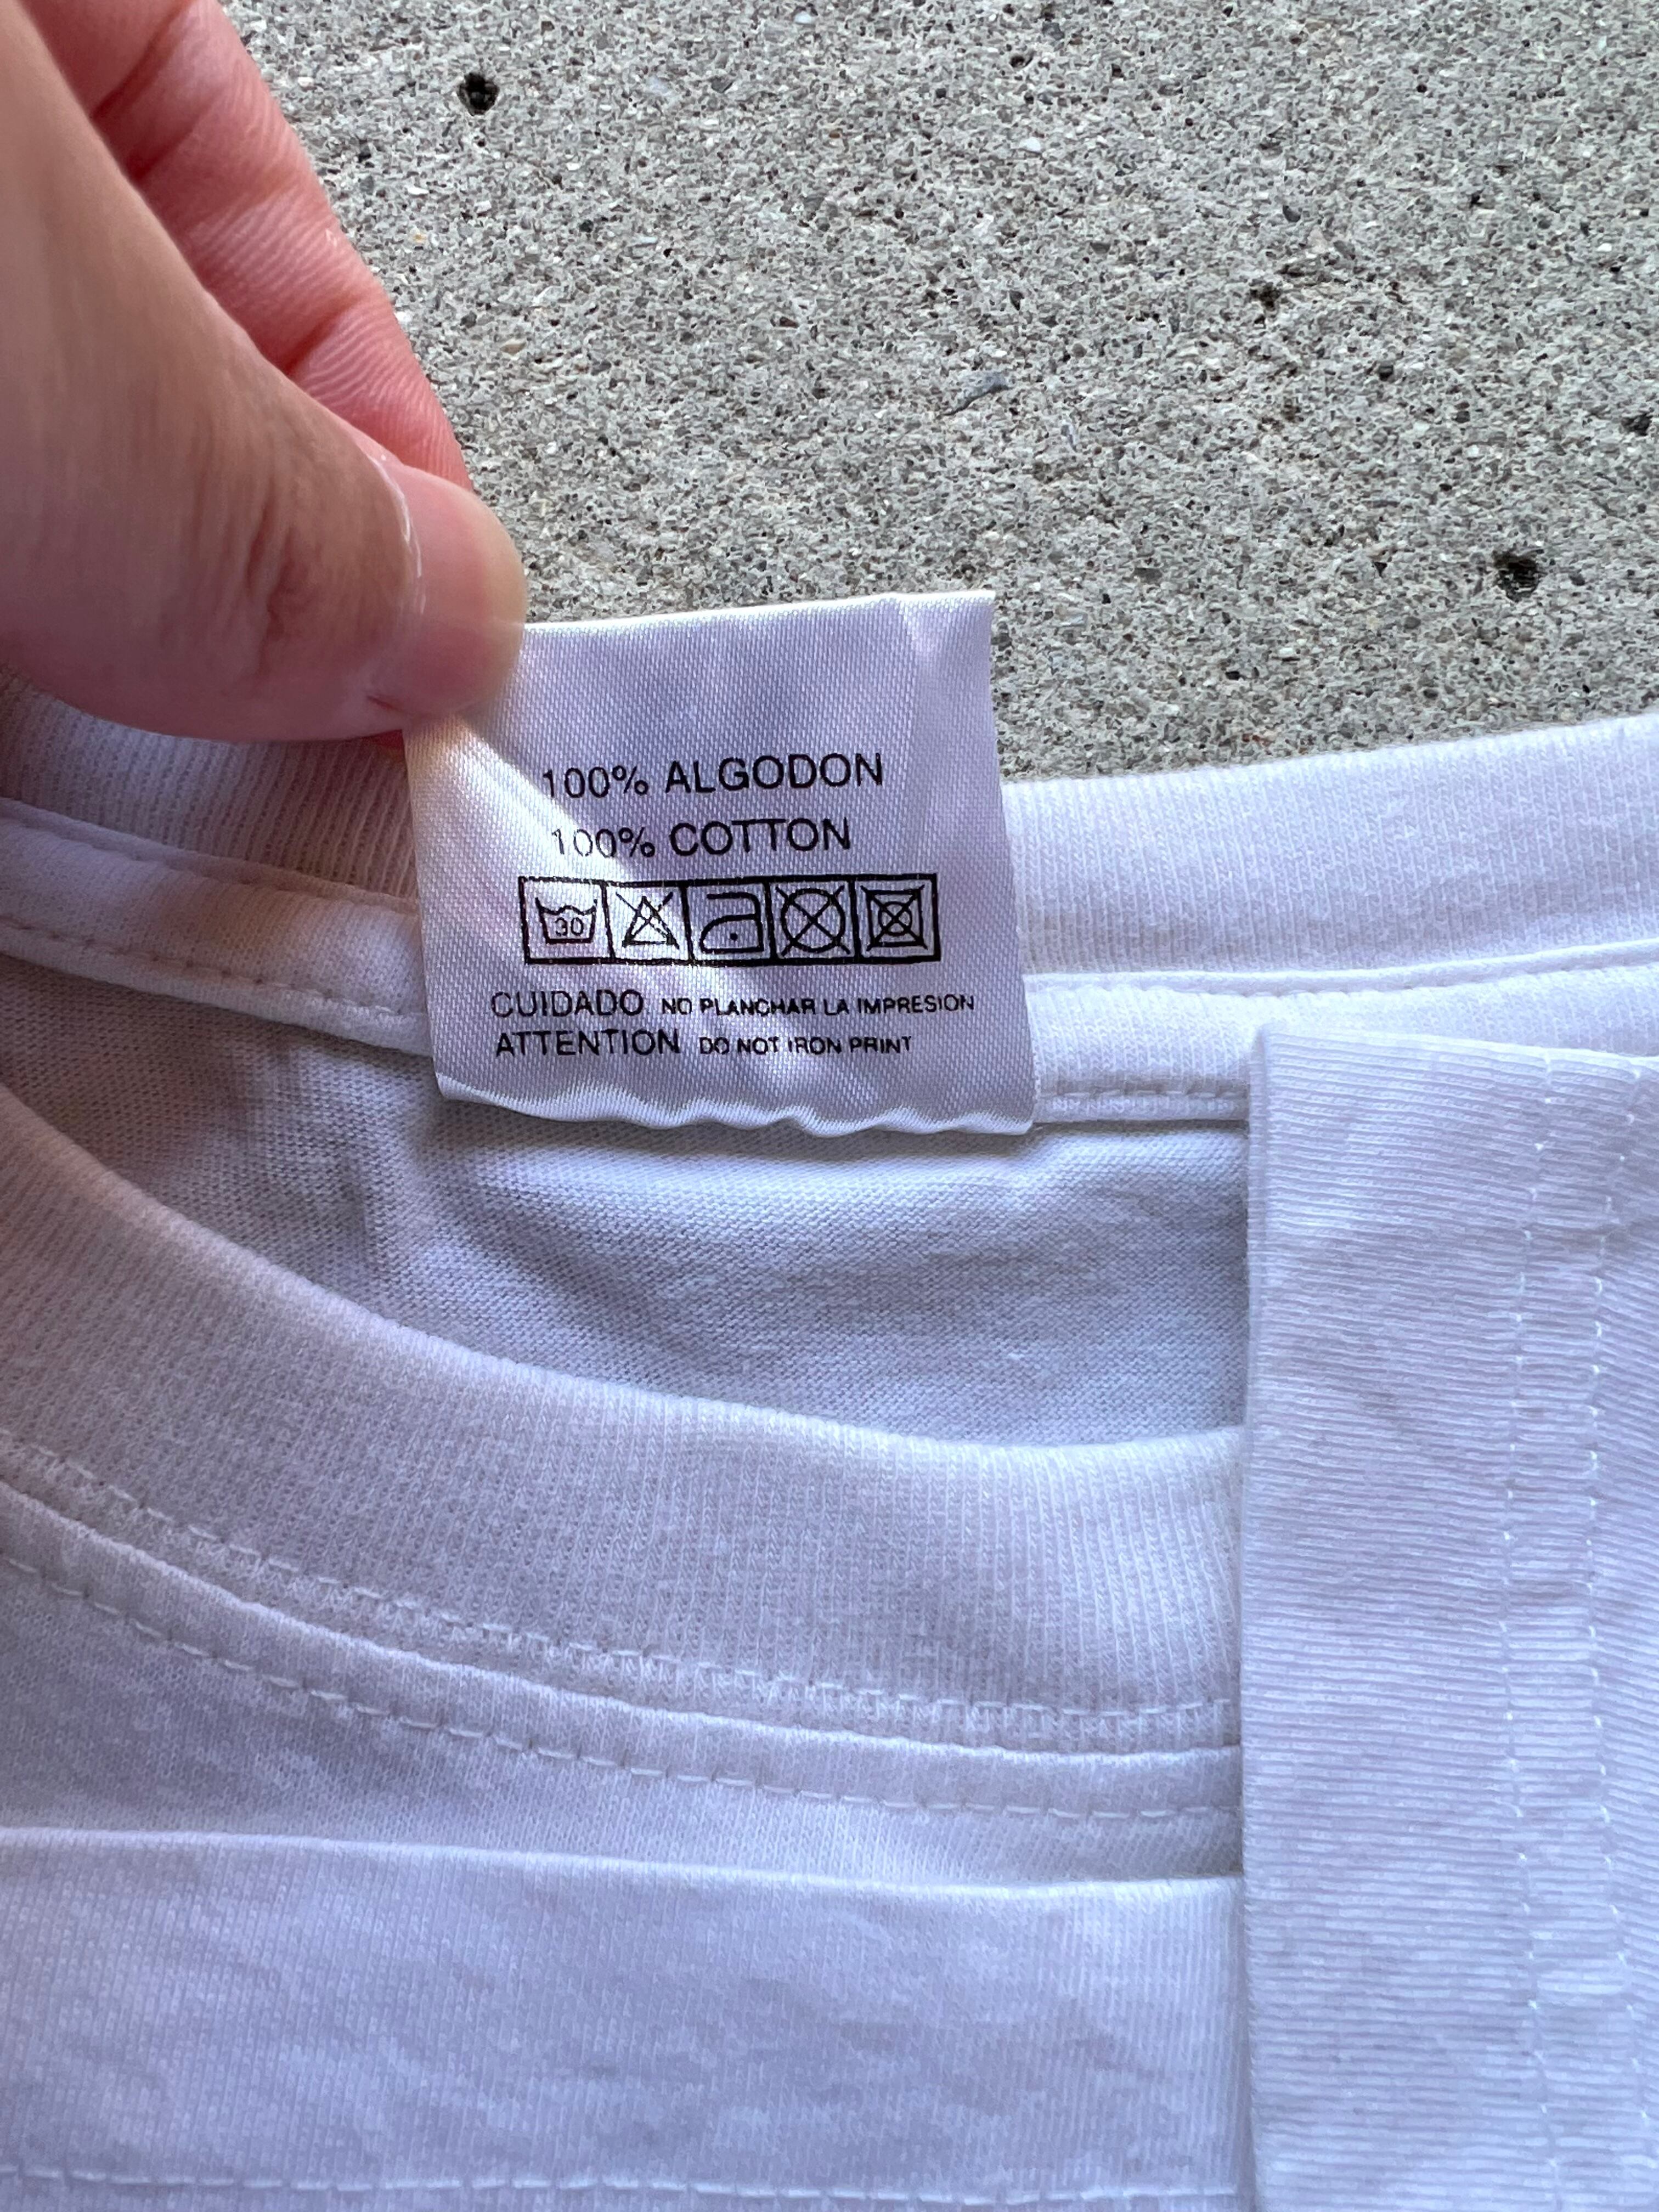 100% ALGODON
100% COTTON
30
CUIDADO NO PLANCHAR LA IMPRESION
ATTENTION DO NOT IRON PRINT